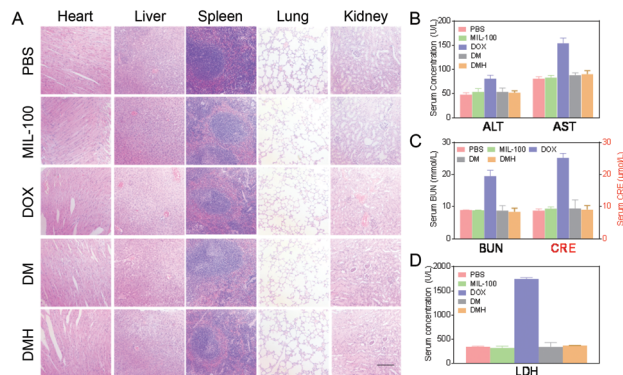 A
Heart Liver Spleen Lung Kidney
PBS
MIL-100
DOX
DM
DMH
B
Serum Concentration (U/L)
200
150
100
50
0
PBS
MIL-100
DOX
DM
DMH
ALT AST
C
Serum BUN (mmol/L)
30
20
10
0
PBS MIL-100 DOX
DM DMH
30
20
10
0
Serum CRE (μmol/L)
BUN CRE
D
Serum concentration (U/L)
2000
1200
600
0
PBS
MIL-100
DOX
DM
DMH
LDH